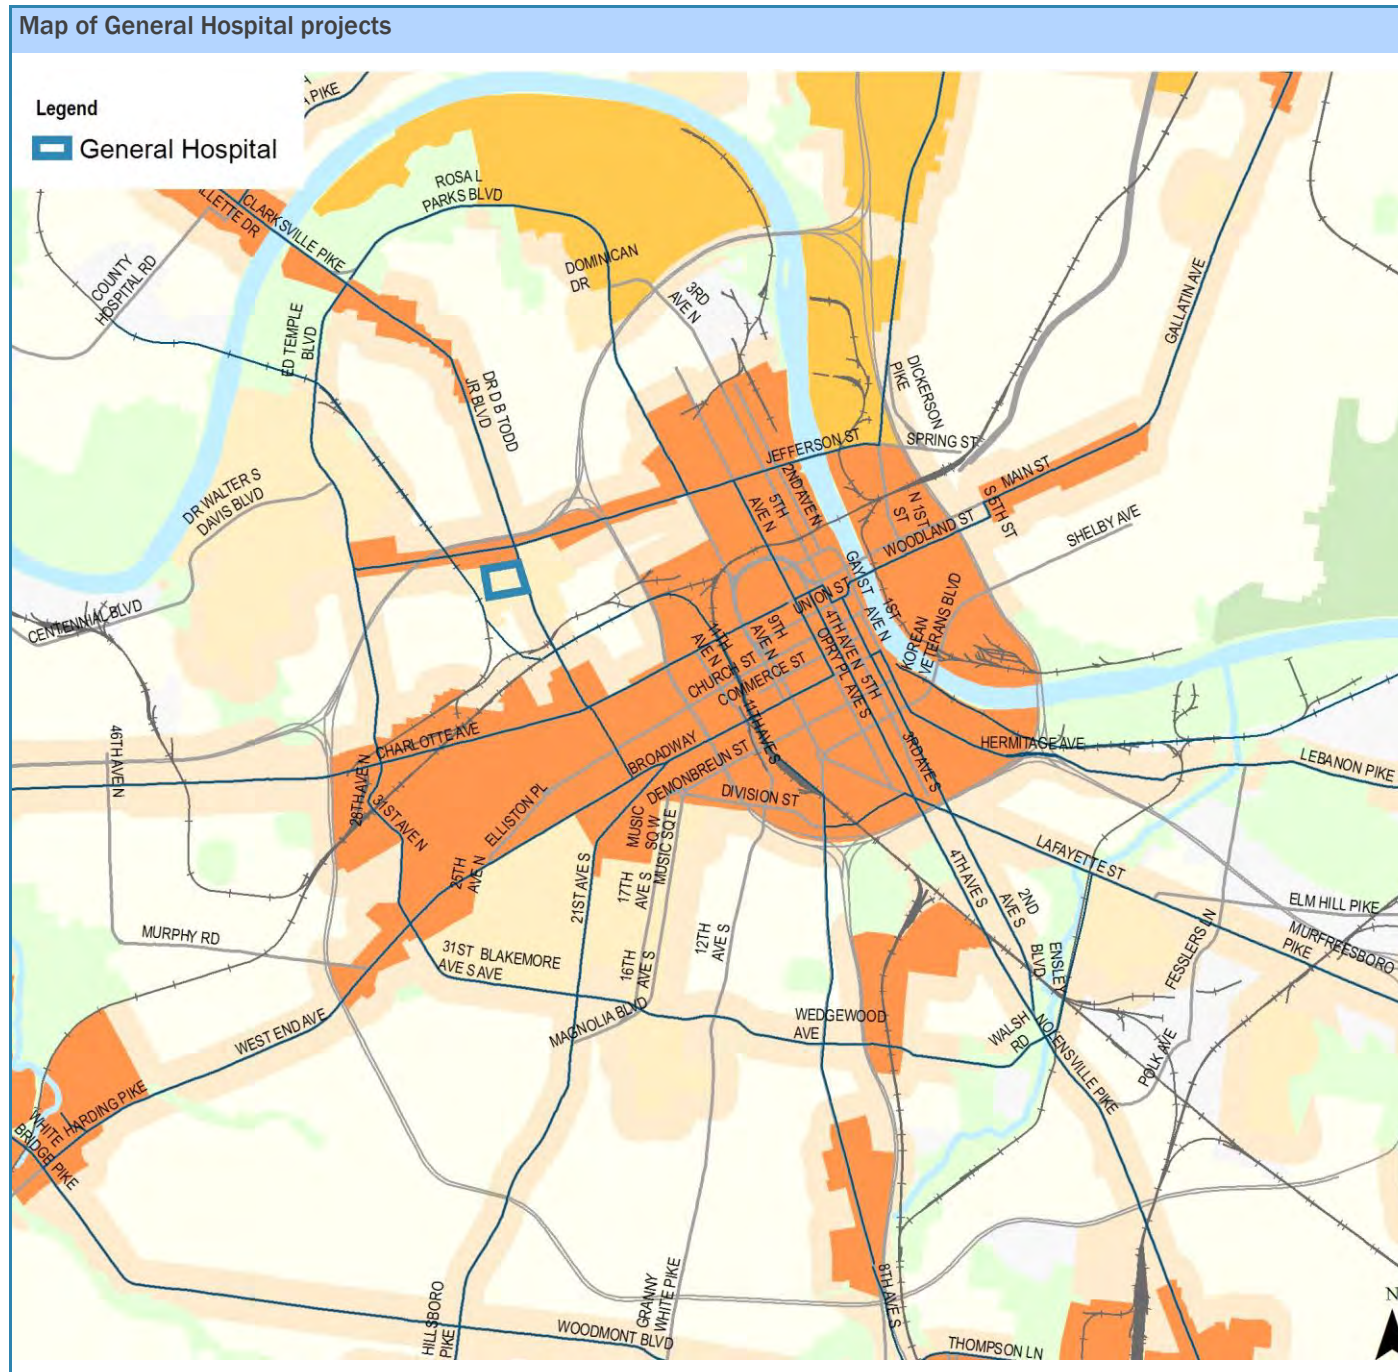 Map of General Hospital projects
Legend
General Hospital
PIKE
ROSA L
PARKS BLVD
CLARKSVILLE PIKE
COUNTY
HOSPITAL RD
DOMINICAN
DR
3RD
AVE N
GALLATIN AVE
ED TEMPLE
BLVD
DR D B TODD
JR BLVD
DICKERSON
PIKE
JEFFERSON ST
SPRING ST
MAIN ST
2ND AVE N
5TH
AVE N
DR WALTER S
DAVIS BLVD
N 1ST
ST
S 5TH ST
WOODLAND ST
SHELBY AVE
GAY ST
1ST
AVE N
UNION ST
KOREAN
VETERANS BLVD
CENTENNIAL BLVD
9TH
AVE N
11TH
AVE N
4TH AVE N
5TH
AVE S
OPRY PL
CHURCH ST
COMMERCE ST
11TH AVE S
CHARLOTTE AVE
BROADWAY
DEMONBREUN ST
3RD AVE S
HERMITAGE AVE
LEBANON PIKE
46TH AVE N
28TH AVE N
31ST AVE N
ELLISTON PL
DIVISION ST
MUSIC
SQ W
MUSIC SQ E
25TH
AVE N
21ST AVE S
17TH
AVE S
LAFAYETTE ST
4TH AVE S
2ND
AVE S
ELM HILL PIKE
MURFREESBORO
PIKE
MURPHY RD
31ST
AVE S
BLAKEMORE
AVE
16TH
AVE S
12TH
AVE S
ENSLEY
BLVD
FESSLERS LN
MAGNOLIA BLVD
WEDGEWOOD
AVE
WALSH
RD
NOLENSVILLE PIKE
POLK AVE
WEST END AVE
HARDING PIKE
WHITE
BRIDGE PIKE
HILLSBORO
PIKE
GRANNY
WHITE PIKE
WOODMONT BLVD
8TH AVE S
THOMPSON LN
N